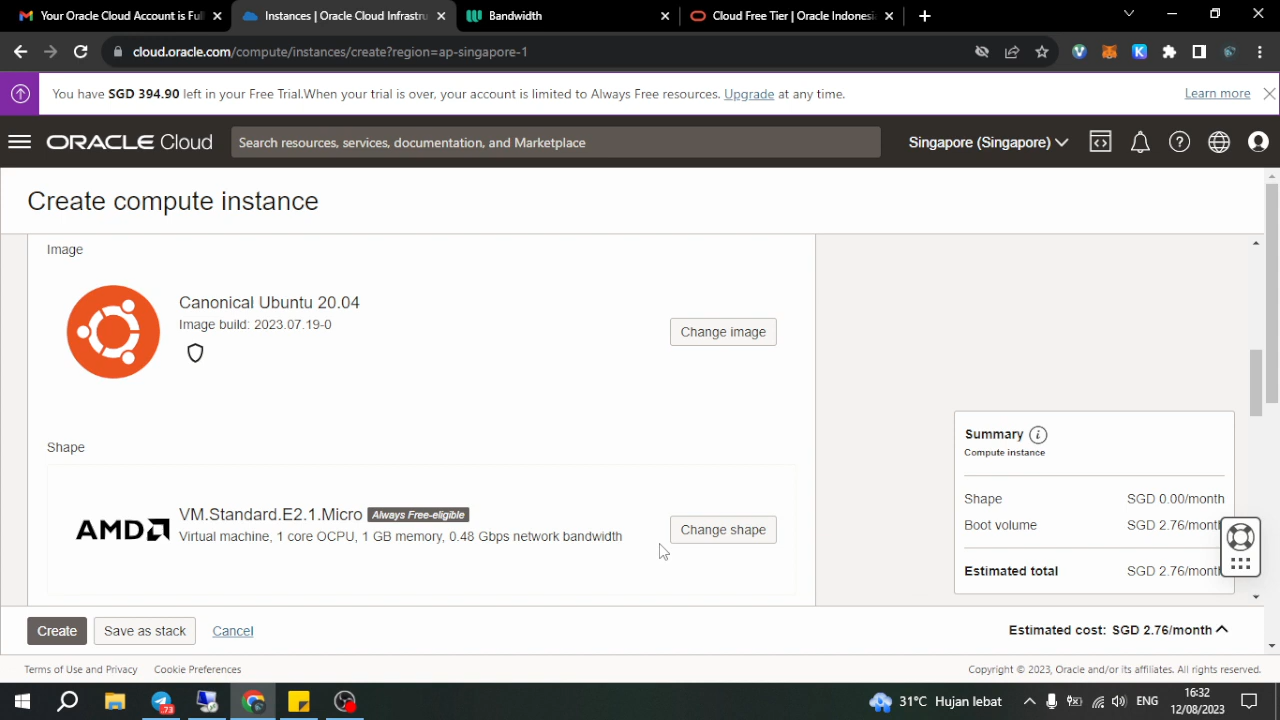 Your Oracle Cloud Account is Full
Instances | Oracle Cloud Infrastru
Bandwidth
Cloud Free Tier | Oracle Indonesia
cloud.oracle.com/compute/instances/create?region=ap-singapore-1
You have SGD 394.90 left in your Free Trial.When your trial is over, your account is limited to Always Free resources. Upgrade at any time.
Learn more
ORACLE Cloud
Search resources, services, documentation, and Marketplace
Singapore (Singapore)
Create compute instance
Image
Canonical Ubuntu 20.04
Image build: 2023.07.19-0
Change image
Shape
AMD
VM.Standard.E2.1.Micro Always Free-eligible
Virtual machine, 1 core OCPU, 1 GB memory, 0.48 Gbps network bandwidth
Change shape
Summary
Compute instance
Shape SGD 0.00/month
Boot volume SGD 2.76/month
Estimated total SGD 2.76/month
Create
Save as stack
Cancel
Estimated cost: SGD 2.76/month
Terms of Use and Privacy
Cookie Preferences
Copyright © 2023, Oracle and/or its affiliates. All rights reserved.
73
31°C Hujan lebat
ENG
16:32
12/08/2023